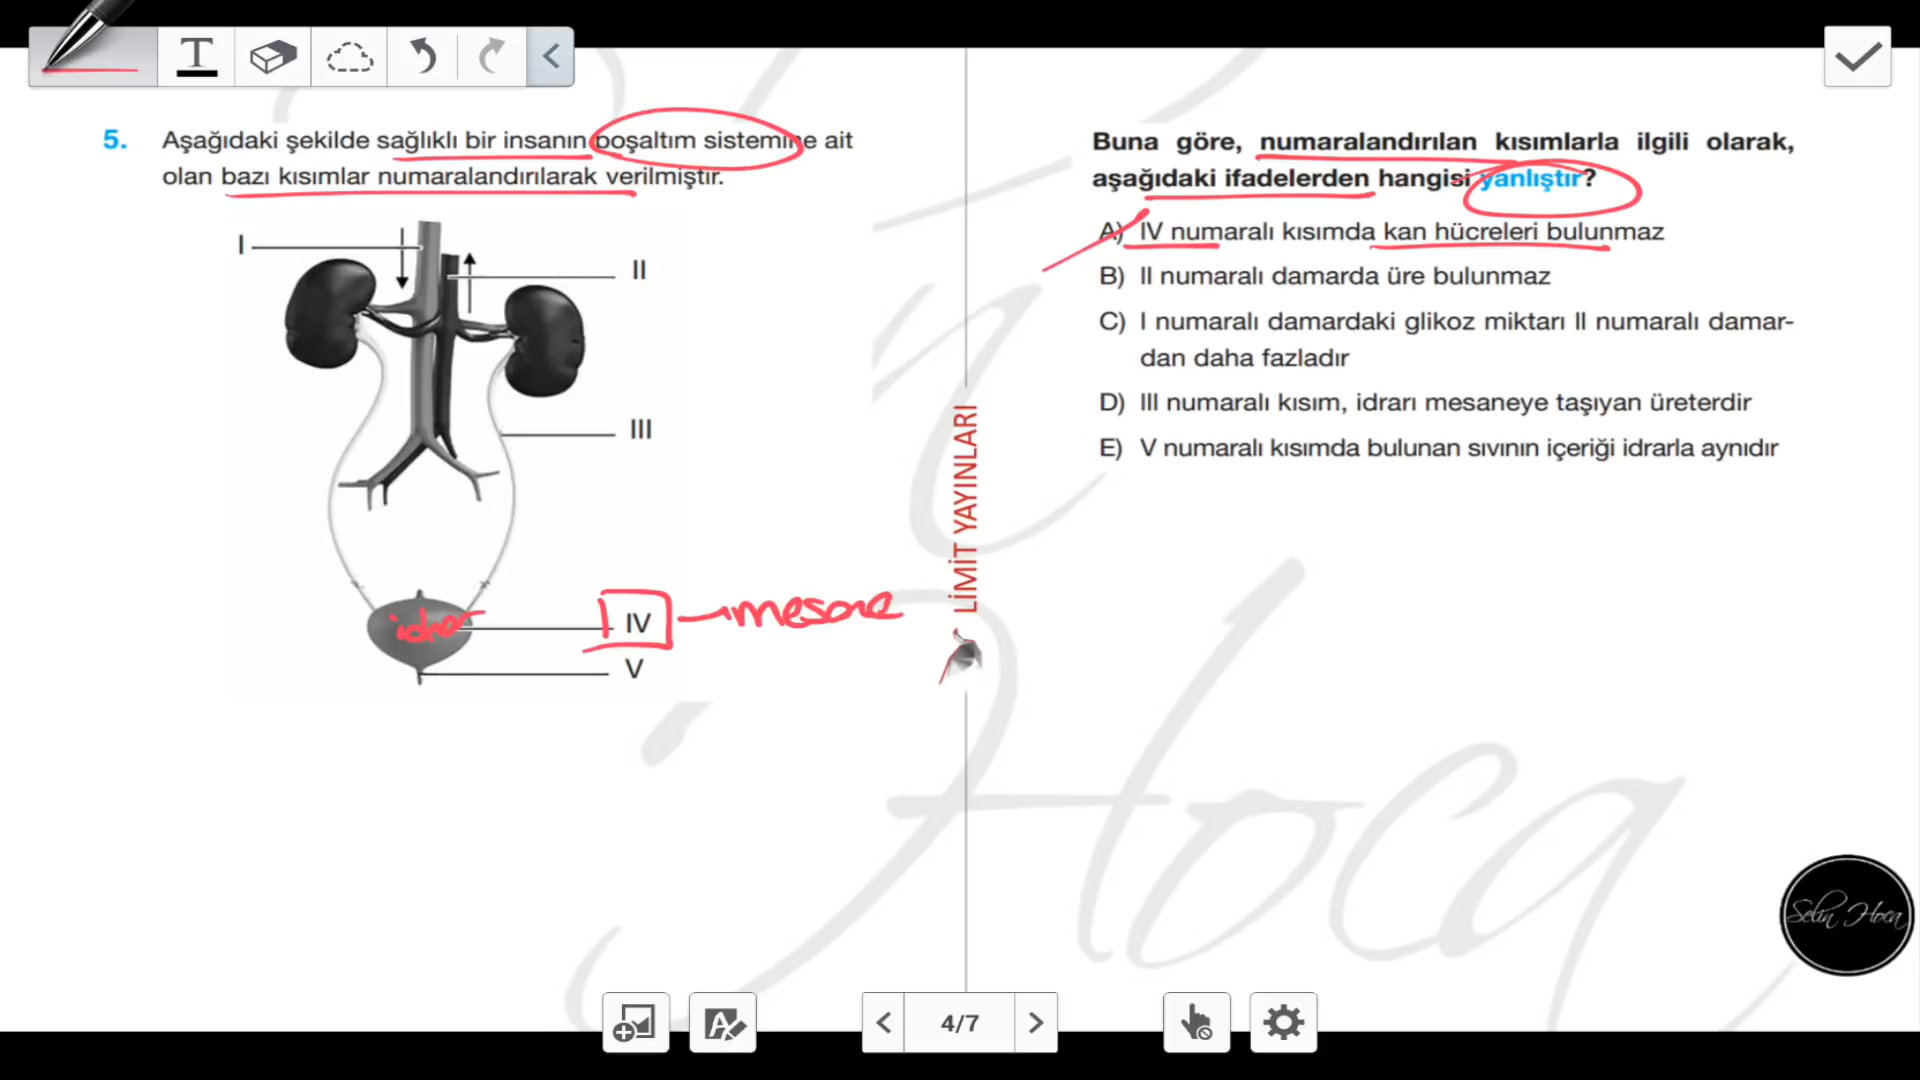 T
5. Aşağıdaki şekilde sağlıklı bir insanın boşaltım sistemine ait
olan bazı kısımlar numaralandırılarak verilmiştir.
I
II
III
idrar
IV
mesane
V
LİMİT YAYINLARI
Buna göre, numaralandırılan kısımlarla ilgili olarak,
aşağıdaki ifadelerden hangisi yanlıştır?
A) IV numaralı kısımda kan hücreleri bulunmaz
B) II numaralı damarda üre bulunmaz
C) I numaralı damardaki glikoz miktarı II numaralı damar-
dan daha fazladır
D) III numaralı kısım, idrarı mesaneye taşıyan üreterdir
E) V numaralı kısımda bulunan sıvının içeriği idrarla aynıdır
Hoca
Selin Hoca
A
4/7